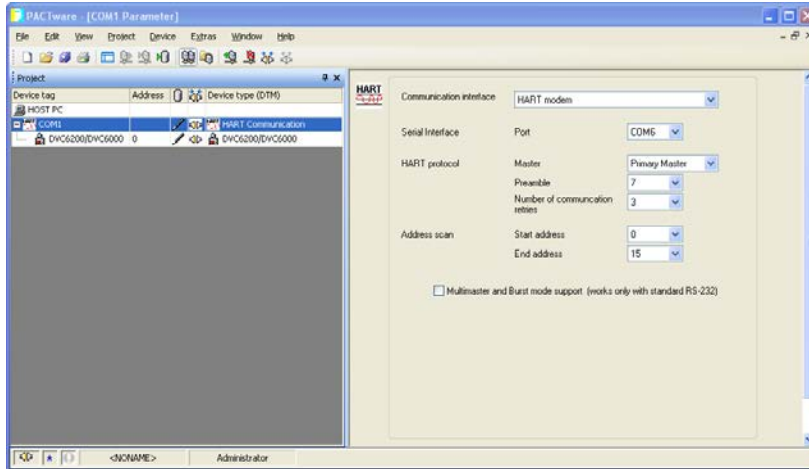 PACTware - [COM1 Parameter]
File Edit View Project Device Extras Window Help
Project
Device tag Address Device type (DTM)
HOST PC
COM1 HART Communication
DVC6200/DVC6000 0 DVC6200/DVC6000
HART
Communication interface HART modem
Serial Interface Port COM6
HART protocol Master Primary Master
Preamble 7
Number of communication retries 3
Address scan Start address 0
End address 15
Multimaster and Burst mode support (works only with standard RS-232)
<NONAME> Administrator